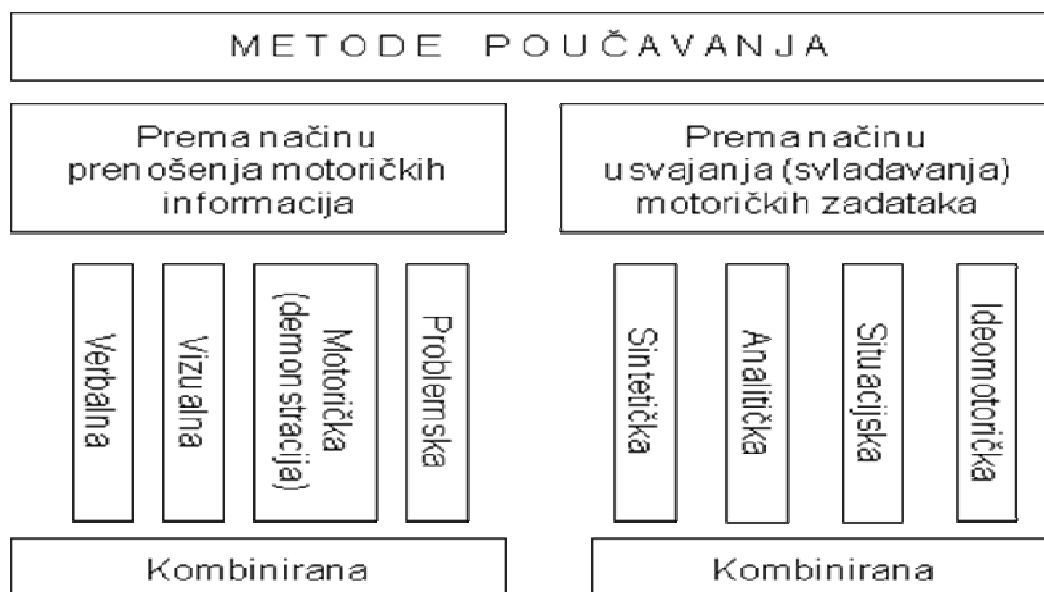 METODE POUČAVANJA
Prema načinu
prenošenja motoričkih
informacija
Prema načinu
usvajanja (svladavanja)
motoričkih zadataka
Verbalna
Vizualna
Motorička
(demonstracija)
Problemska
Sintetička
Analitička
Situacijska
Ideomotorička
Kombinirana
Kombinirana